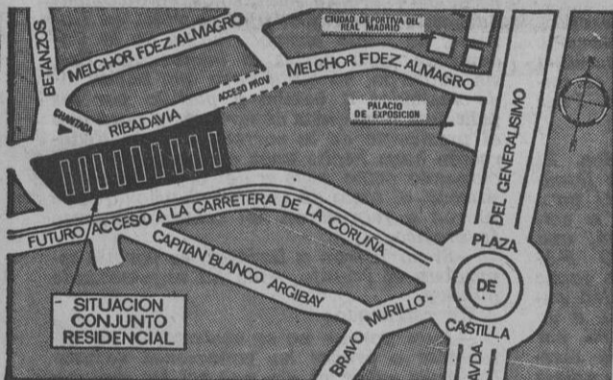 BETANZOS
MELCHOR FDEZ. ALMAGRO
CIUDAD DEPORTIVA DEL
REAL MADRID
MELCHOR FDEZ. ALMAGRO
ACCESO PROV
CHANTADA
RIBADAVIA
PALACIO
DE EXPOSICION
DEL GENERALISIMO
N
FUTURO ACCESO A LA CARRETERA DE LA CORUÑA
CAPITAN BLANCO ARGIBAY
PLAZA
DE
CASTILLA
BRAVO MURILLO
AVDA.
- SITUACION
CONJUNTO
RESIDENCIAL